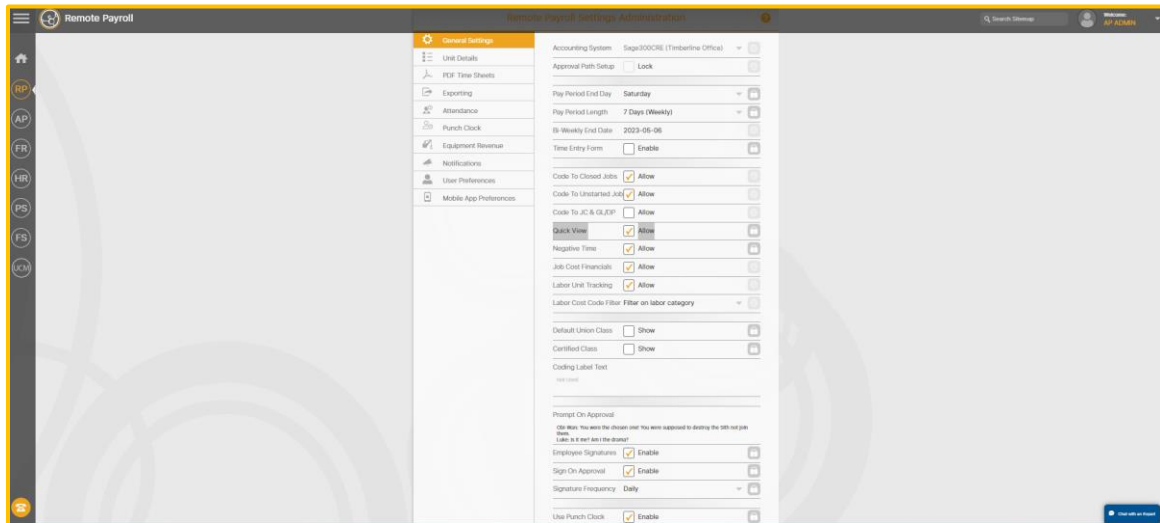 Remote Payroll
Remote Payroll Settings Administration
Search Sitemap
Welcome
AP ADMIN
RP
AP
FR
HR
PS
FS
UCM
General Settings
Unit Details
PDF Time Sheets
Exporting
Attendance
Punch Clock
Equipment Revenue
Notifications
User Preferences
Mobile App Preferences
Accounting System Sage300CRE (Timberline Office)
Approval Path Setup Lock
Pay Period End Day Saturday
Pay Period Length 7 Days (Weekly)
Bi-Weekly End Date 2023-05-06
Time Entry Form Enable
Code To Closed Jobs Allow
Code To Unstarted Job Allow
Code To JC & GL/DP Allow
Quick View Allow
Negative Time Allow
Job Cost Financials Allow
Labor Unit Tracking Allow
Labor Cost Code Filter Filter on labor category
Default Union Class Show
Certified Class Show
Coding Label Text
Prompt On Approval
Obi-Wan: You were the chosen one! You were supposed to destroy the Sith not join
them.
Luke: Is it me? Am I the drama?
Employee Signatures Enable
Sign On Approval Enable
Signature Frequency Daily
Use Punch Clock Enable
Chat with an Expert